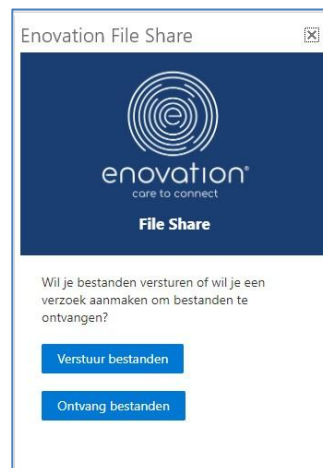 Enovation File Share
enovation®
care to connect
File Share
Wil je bestanden versturen of wil je een
verzoek aanmaken om bestanden te
ontvangen?
Verstuur bestanden
Ontvang bestanden